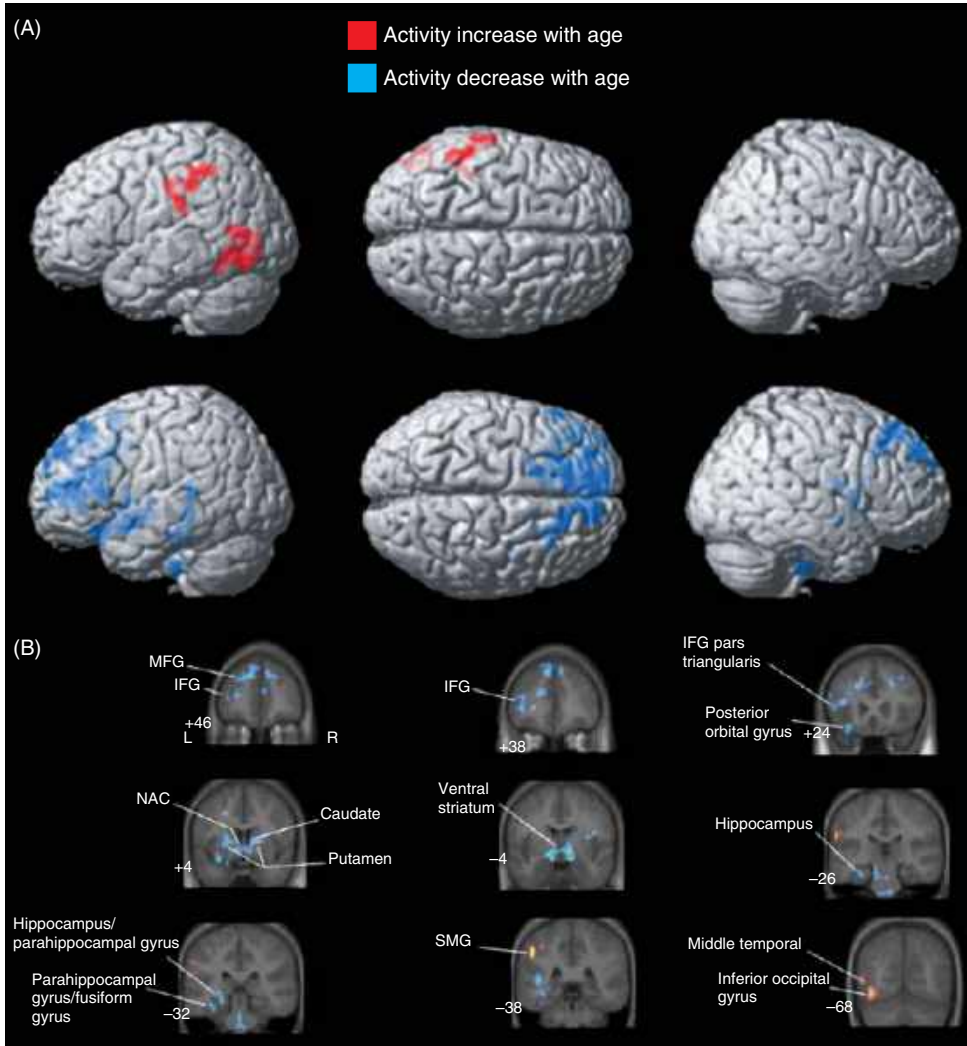 (A)
Activity increase with age
Activity decrease with age
(B)
MFG
IFG
+46
L
R
IFG
+38
IFG pars
triangularis
Posterior
orbital gyrus
+24
NAC
Caudate
Putamen
+4
Ventral
striatum
−4
Hippocampus
−26
Hippocampus/
parahippocampal gyrus
Parahippocampal
gyrus/fusiform
gyrus
−32
SMG
−38
Middle temporal
Inferior occipital
gyrus
−68